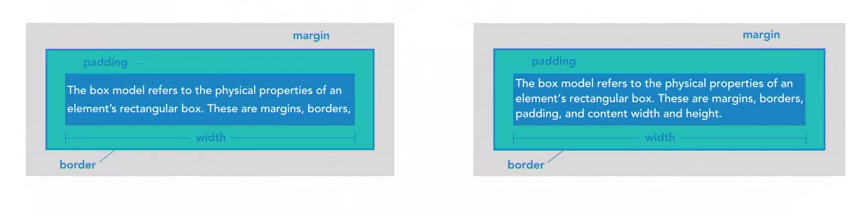 margin
padding
The box model refers to the physical properties of an
element's rectangular box. These are margins, borders,
width
border
margin
padding
The box model refers to the physical properties of an
element's rectangular box. These are margins, borders,
padding, and content width and height.
width
border